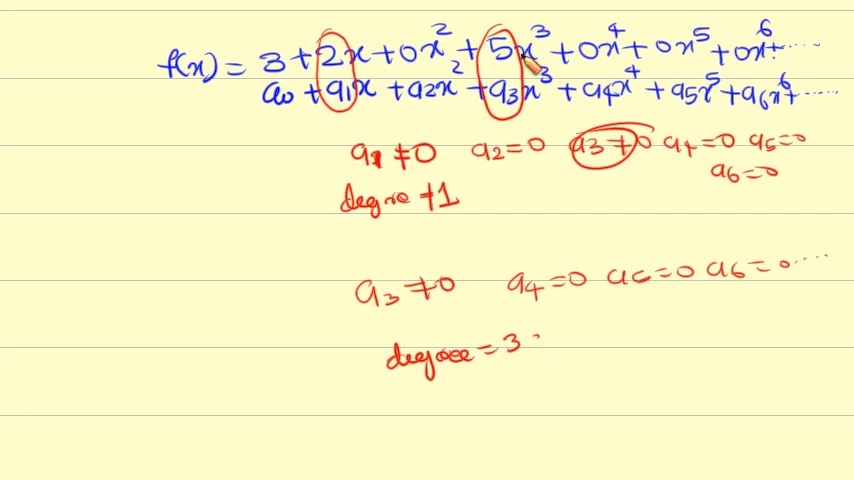 f(x) = 3 + 2x + 0x² + 5x³ + 0x⁴ + 0x⁵ + 0x⁶ + .....
a₀ + a₁x + a₂x² + a₃x³ + a₄x⁴ + a₅x⁵ + a₆x⁶ + .....
a₁ ≠ 0 a₂ = 0 a₃ ≠ 0 a₄ = 0 a₅ = 0
a₆ = 0
degree ≠ 1
a₃ ≠ 0 a₄ = 0 a₅ = 0 a₆ = 0 ....
degree = 3